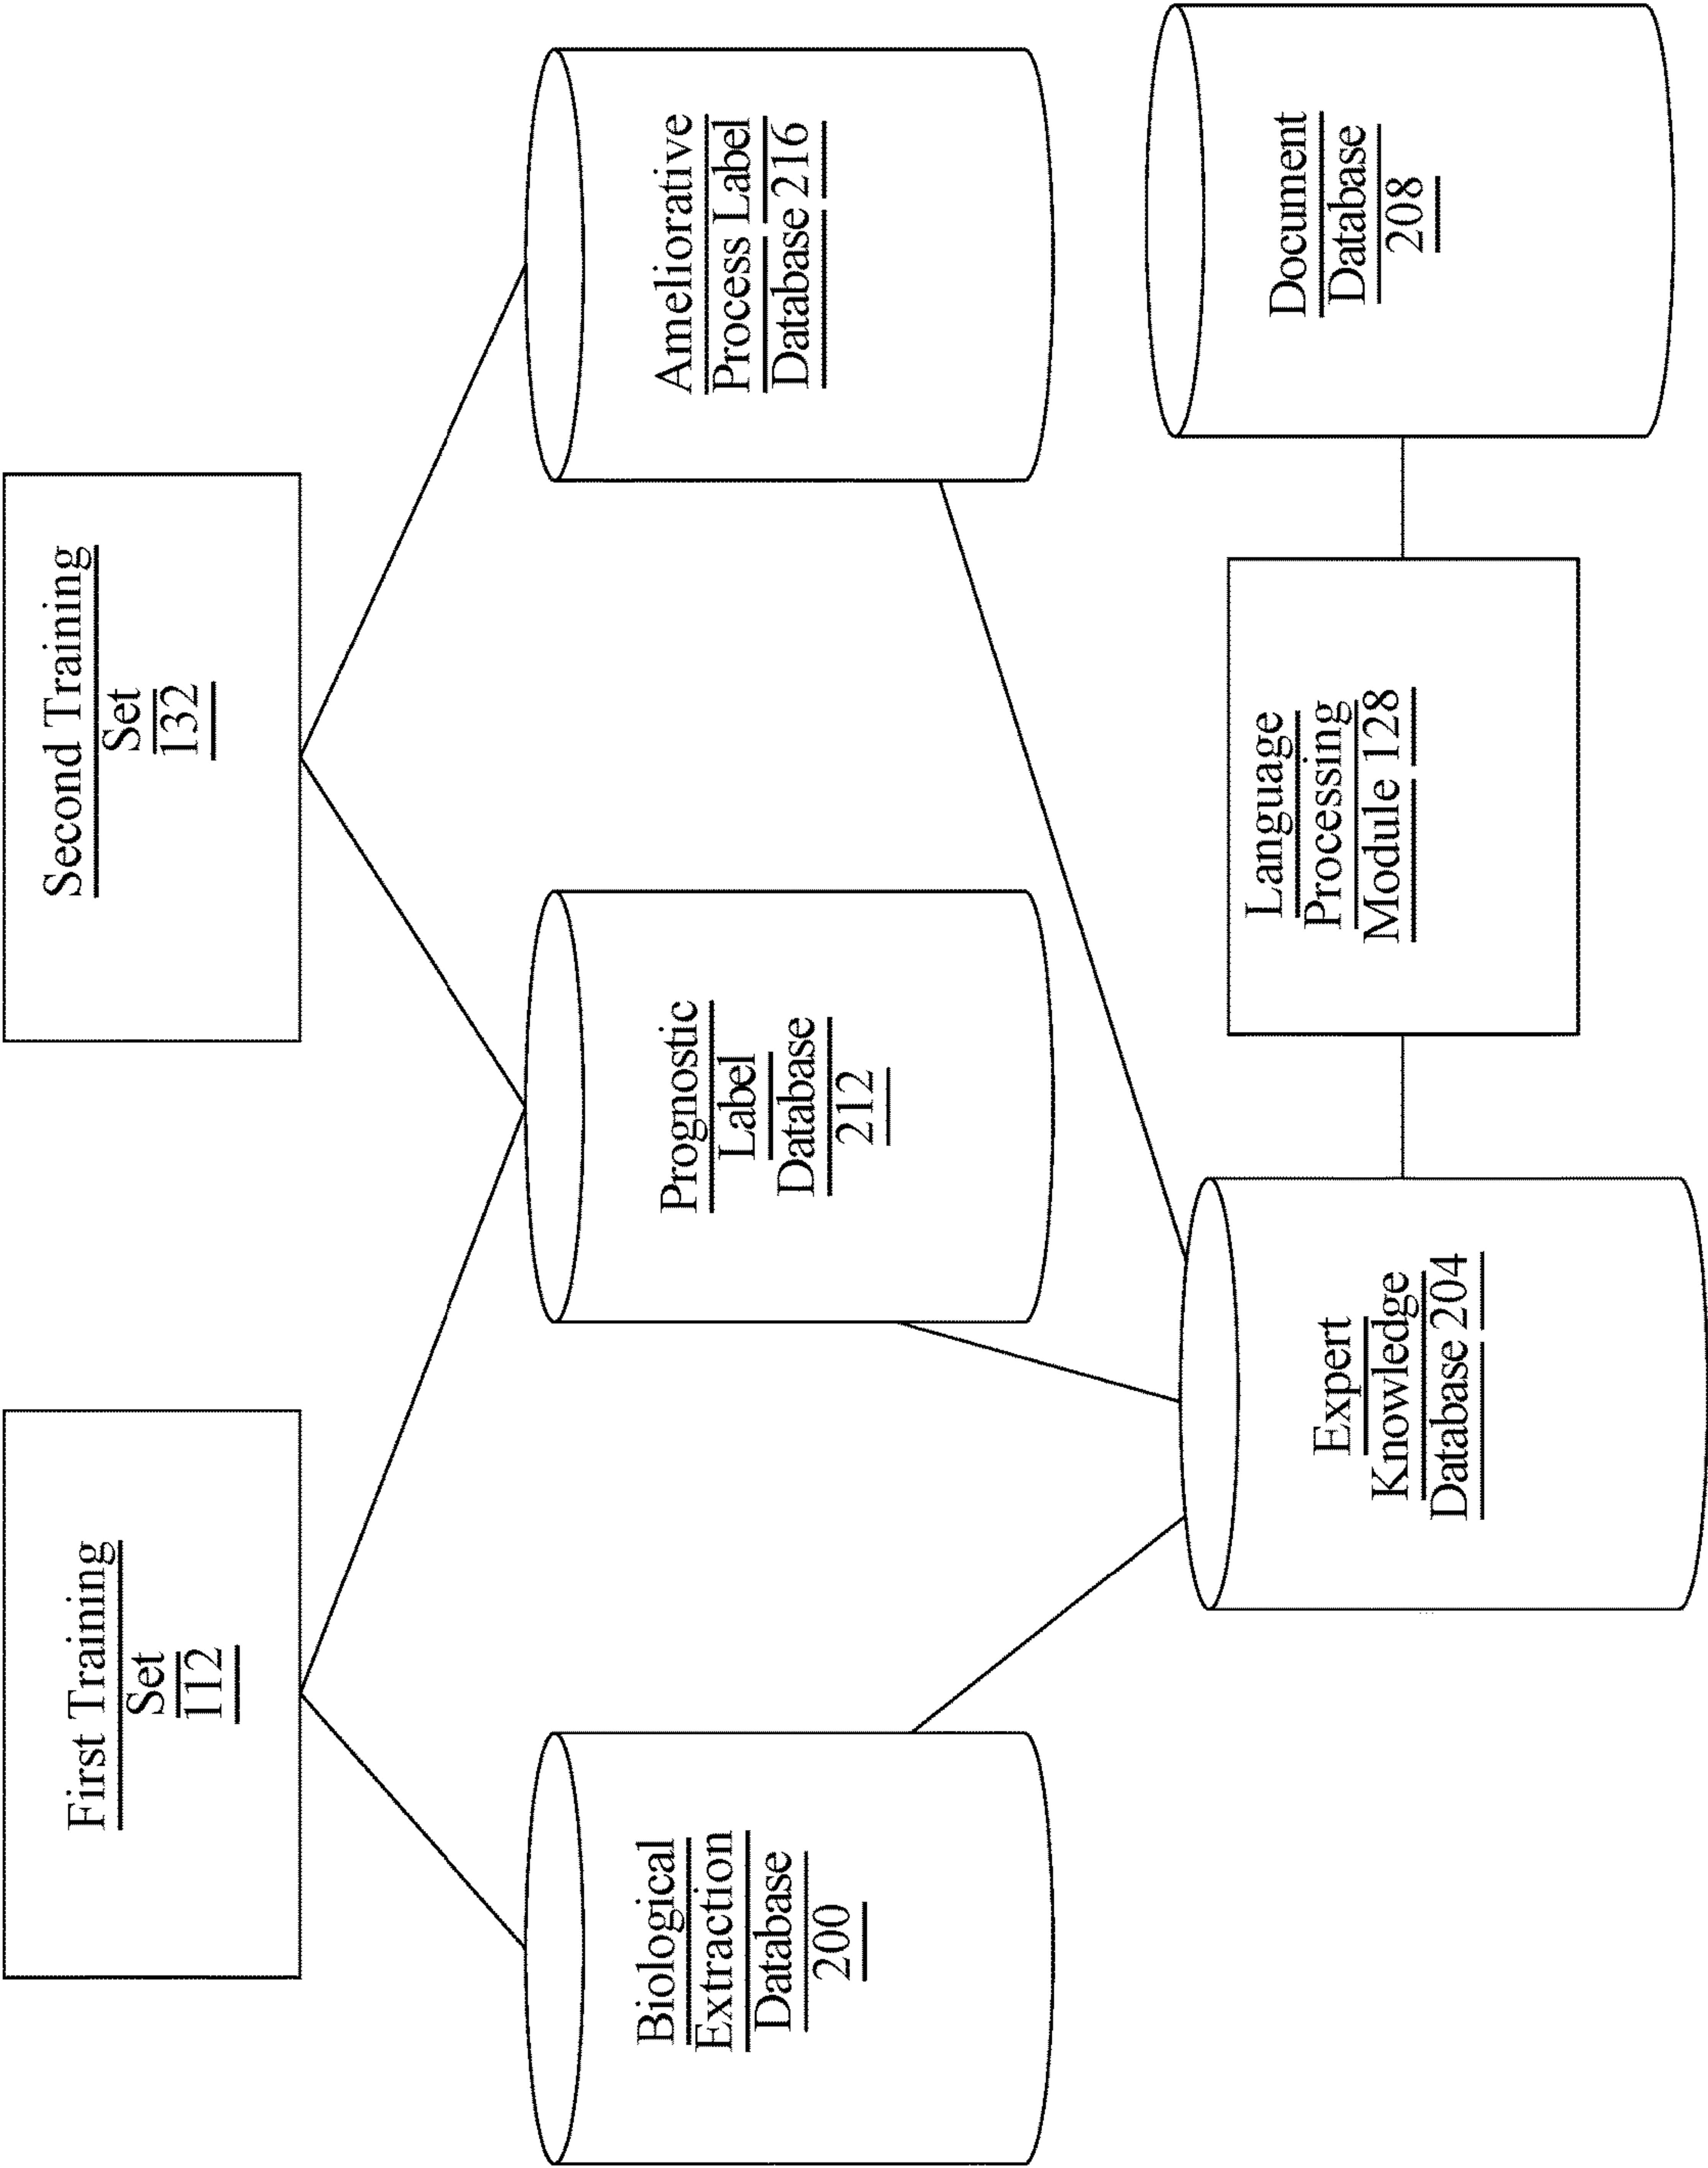 First Training
Set
112
Second Training
Set
132
Biological
Extraction
Database
200
Prognostic
Label
Database
212
Ameliorative
Process Label
Database 216
Expert
Knowledge
Database 204
Language
Processing
Module 128
Document
Database
208